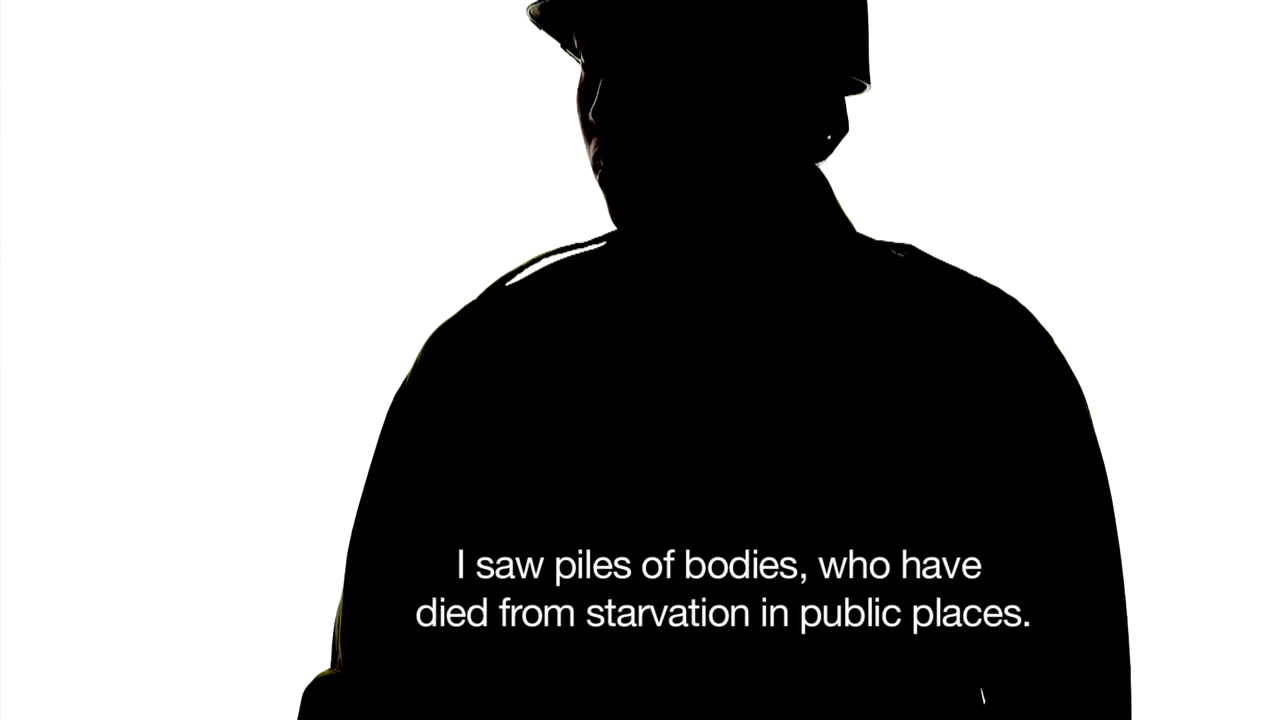 I saw piles of bodies, who have
died from starvation in public places.